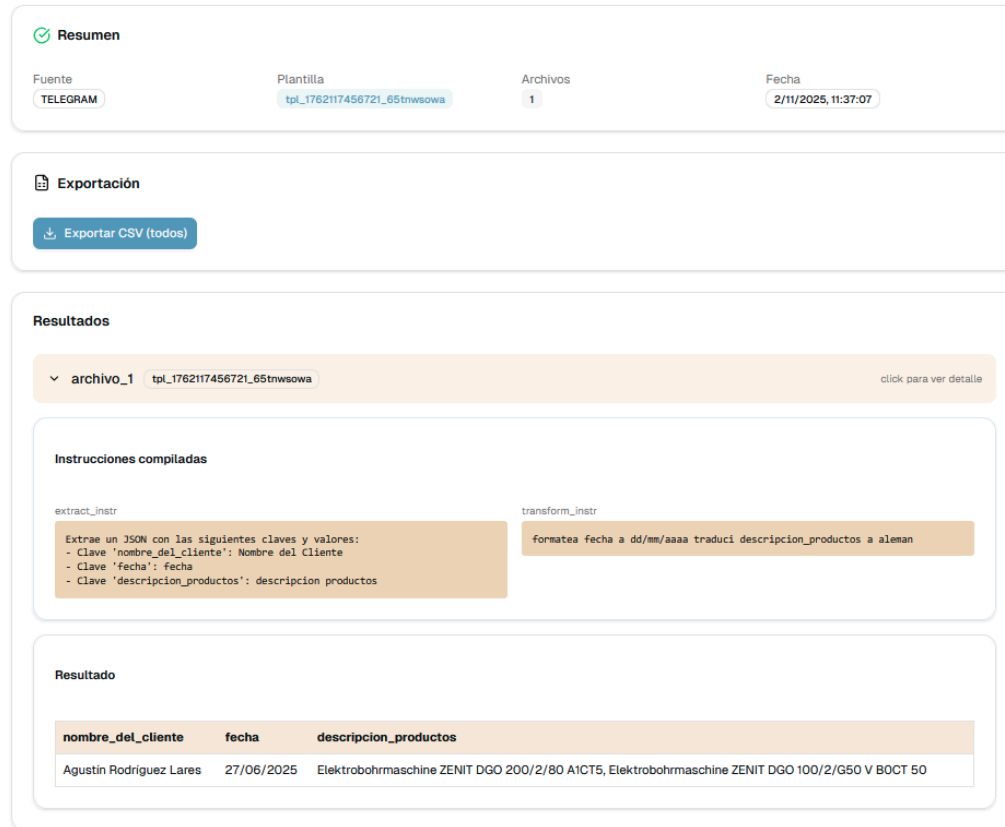 Resumen
Fuente Plantilla Archivos Fecha
TELEGRAM tpl_1762117456721_65tnwsowa 1 2/11/2025, 11:37:07
Exportación
Exportar CSV (todos)
Resultados
archivo_1 tpl_1762117456721_65tnwsowa click para ver detalle
Instrucciones compiladas
extract_instr
Extrae un JSON con las siguientes claves y valores:
- Clave 'nombre_del_cliente': Nombre del Cliente
- Clave 'fecha': fecha
- Clave 'descripcion_productos': descripcion productos
transform_instr
formatea fecha a dd/mm/aaaa traduci descripcion_productos a aleman
Resultado
nombre_del_cliente fecha descripcion_productos
Agustín Rodríguez Lares 27/06/2025 Elektrobohrmaschine ZENIT DGO 200/2/80 A1CT5, Elektrobohrmaschine ZENIT DGO 100/2/G50 V B0CT 50